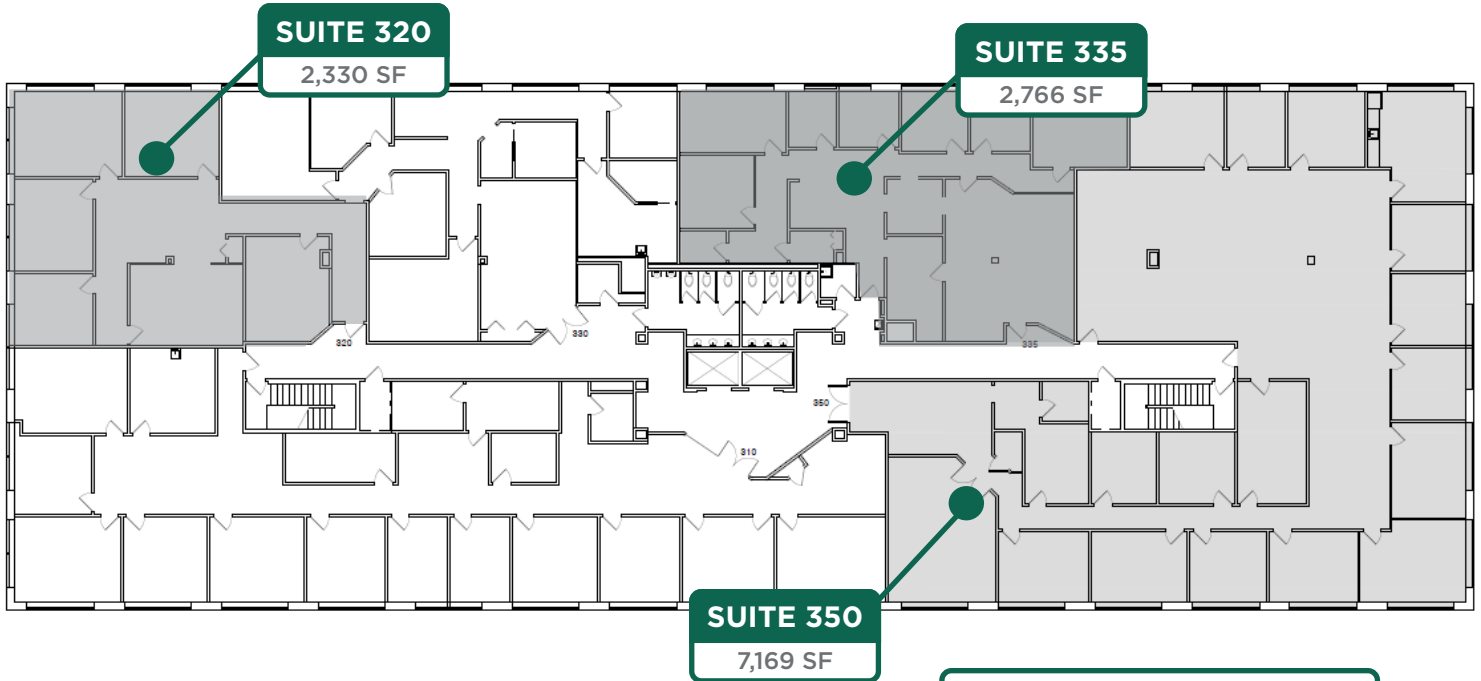 SUITE 320
2,330 SF
SUITE 335
2,766 SF
320
330
335
350
310
SUITE 350
7,169 SF